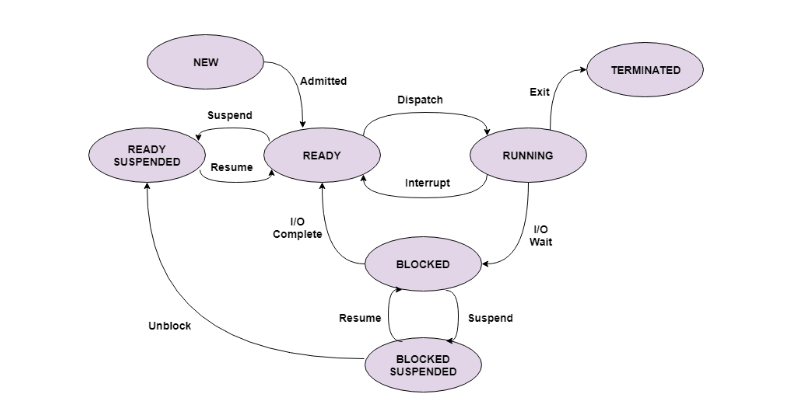 NEW
TERMINATED
Admitted
Exit
Dispatch
Suspend
READY
SUSPENDED
READY
RUNNING
Resume
Interrupt
I/O
Complete
I/O
Wait
BLOCKED
Resume
Suspend
Unblock
BLOCKED
SUSPENDED